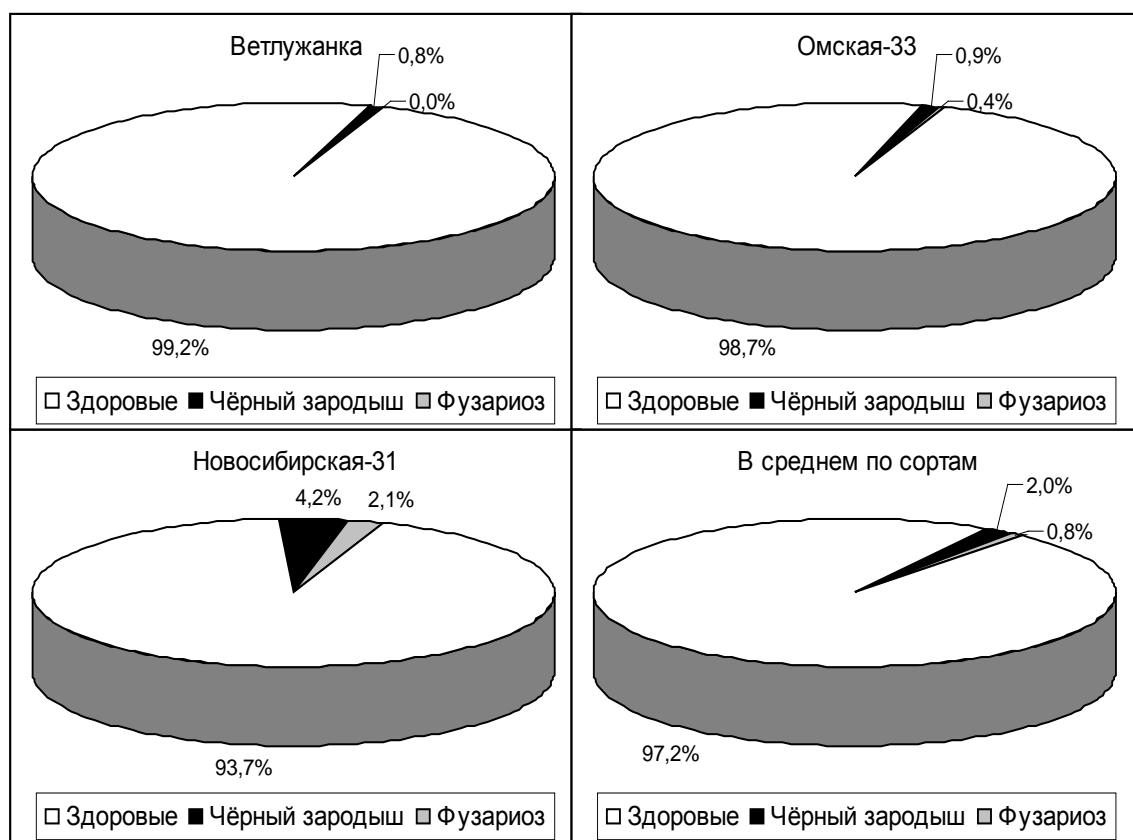 Ветлужанка
0,8%
0,0%
99,2%
Здоровые Чёрный зародыш Фузариоз
Омская-33
0,9%
0,4%
98,7%
Здоровые Чёрный зародыш Фузариоз
Новосибирская-31
4,2% 2,1%
93,7%
Здоровые Чёрный зародыш Фузариоз
В среднем по сортам
2,0%
0,8%
97,2%
Здоровые Чёрный зародыш Фузариоз